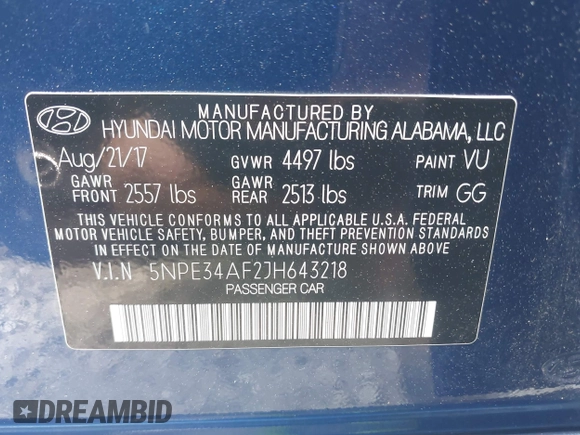 MANUFACTURED BY
HYUNDAI MOTOR MANUFACTURING ALABAMA, LLC
Aug/21/17 GVWR 4497 lbs PAINT VU
GAWR FRONT 2557 lbs GAWR REAR 2513 lbs TRIM GG
THIS VEHICLE CONFORMS TO ALL APPLICABLE U.S.A. FEDERAL
MOTOR VEHICLE SAFETY, BUMPER, AND THEFT PREVENTION STANDARDS
IN EFFECT ON THE DATE OF MANUFACTURE SHOWN ABOVE.
V.I.N 5NPE34AF2JH643218
PASSENGER CAR
DREAMBID